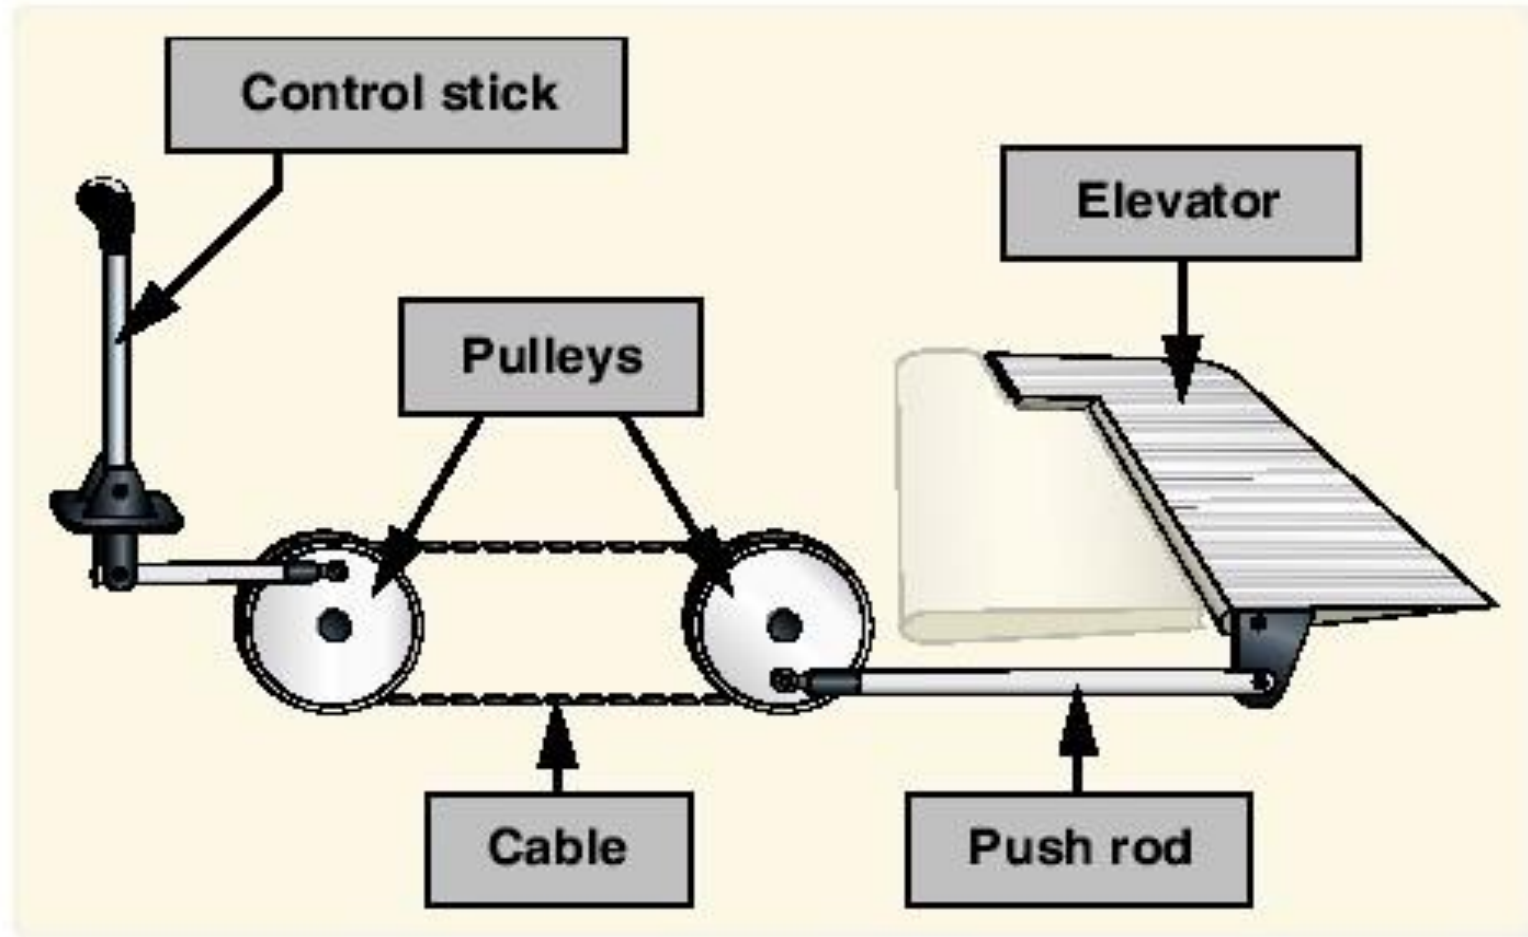 Control stick
Elevator
Pulleys
Cable
Push rod